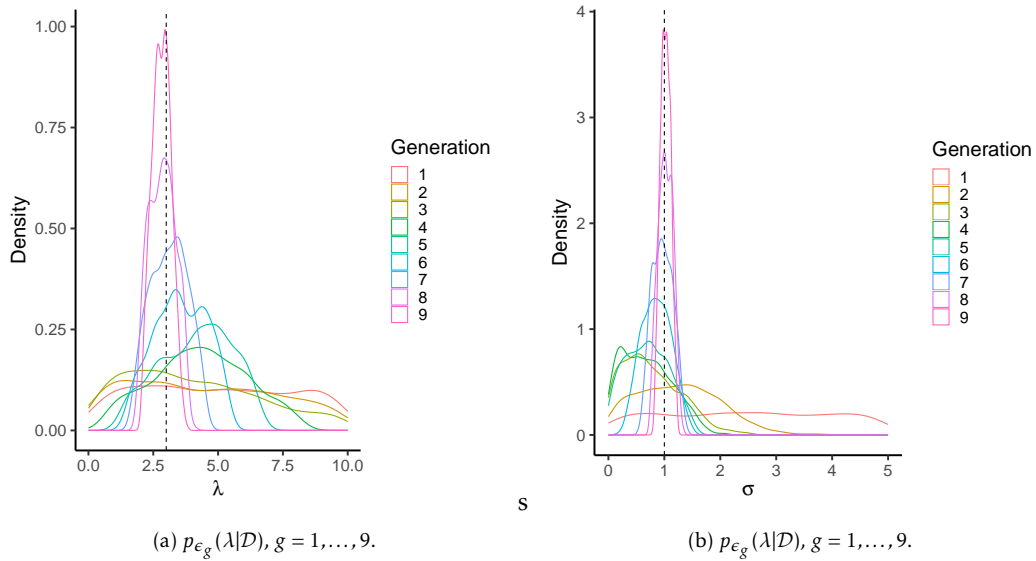 1.00
0.75
0.50
0.25
0.00
Density
0.0 2.5 5.0 7.5 10.0
λ
Generation
1
2
3
4
5
6
7
8
9
4
3
2
1
0
Density
0 1 2 3 4 5
σ
Generation
1
2
3
4
5
6
7
8
9
s
(a) p_{ϵ_g}(λ|𝒟), g = 1,...,9.
(b) p_{ϵ_g}(λ|𝒟), g = 1,...,9.